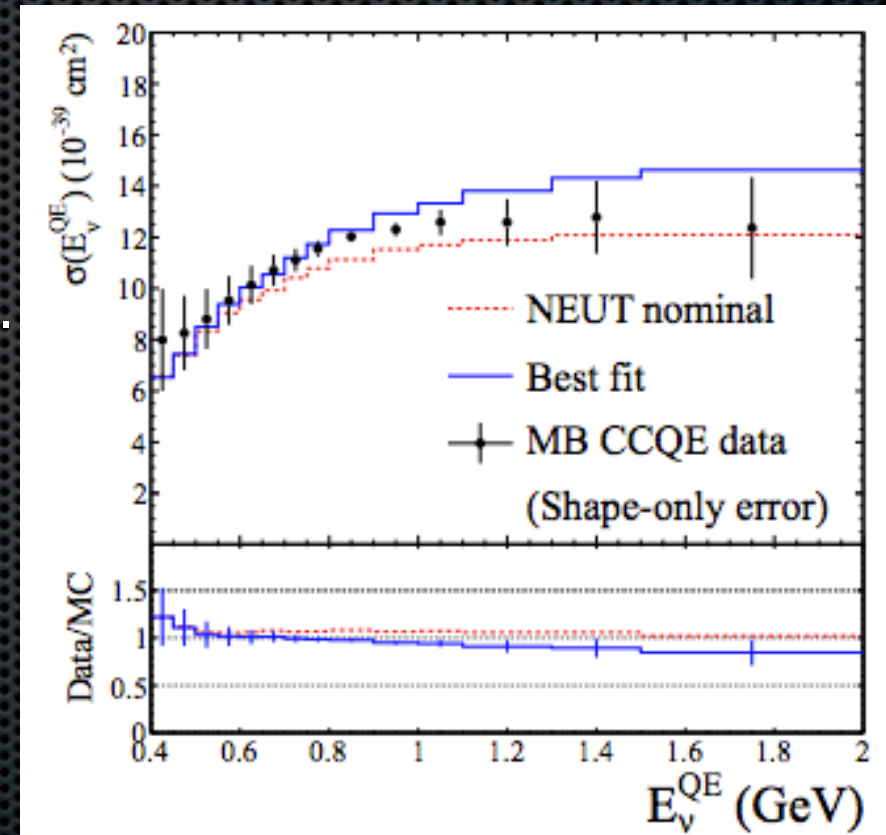 20
18
16
14
12
10
8
6
4
2
σ(E_ν^QE) (10^-39 cm^2)
NEUT nominal
Best fit
MB CCQE data
(Shape-only error)
Data/MC
1.5
1
0.5
0
0.4 0.6 0.8 1 1.2 1.4 1.6 1.8 2
E_ν^QE (GeV)